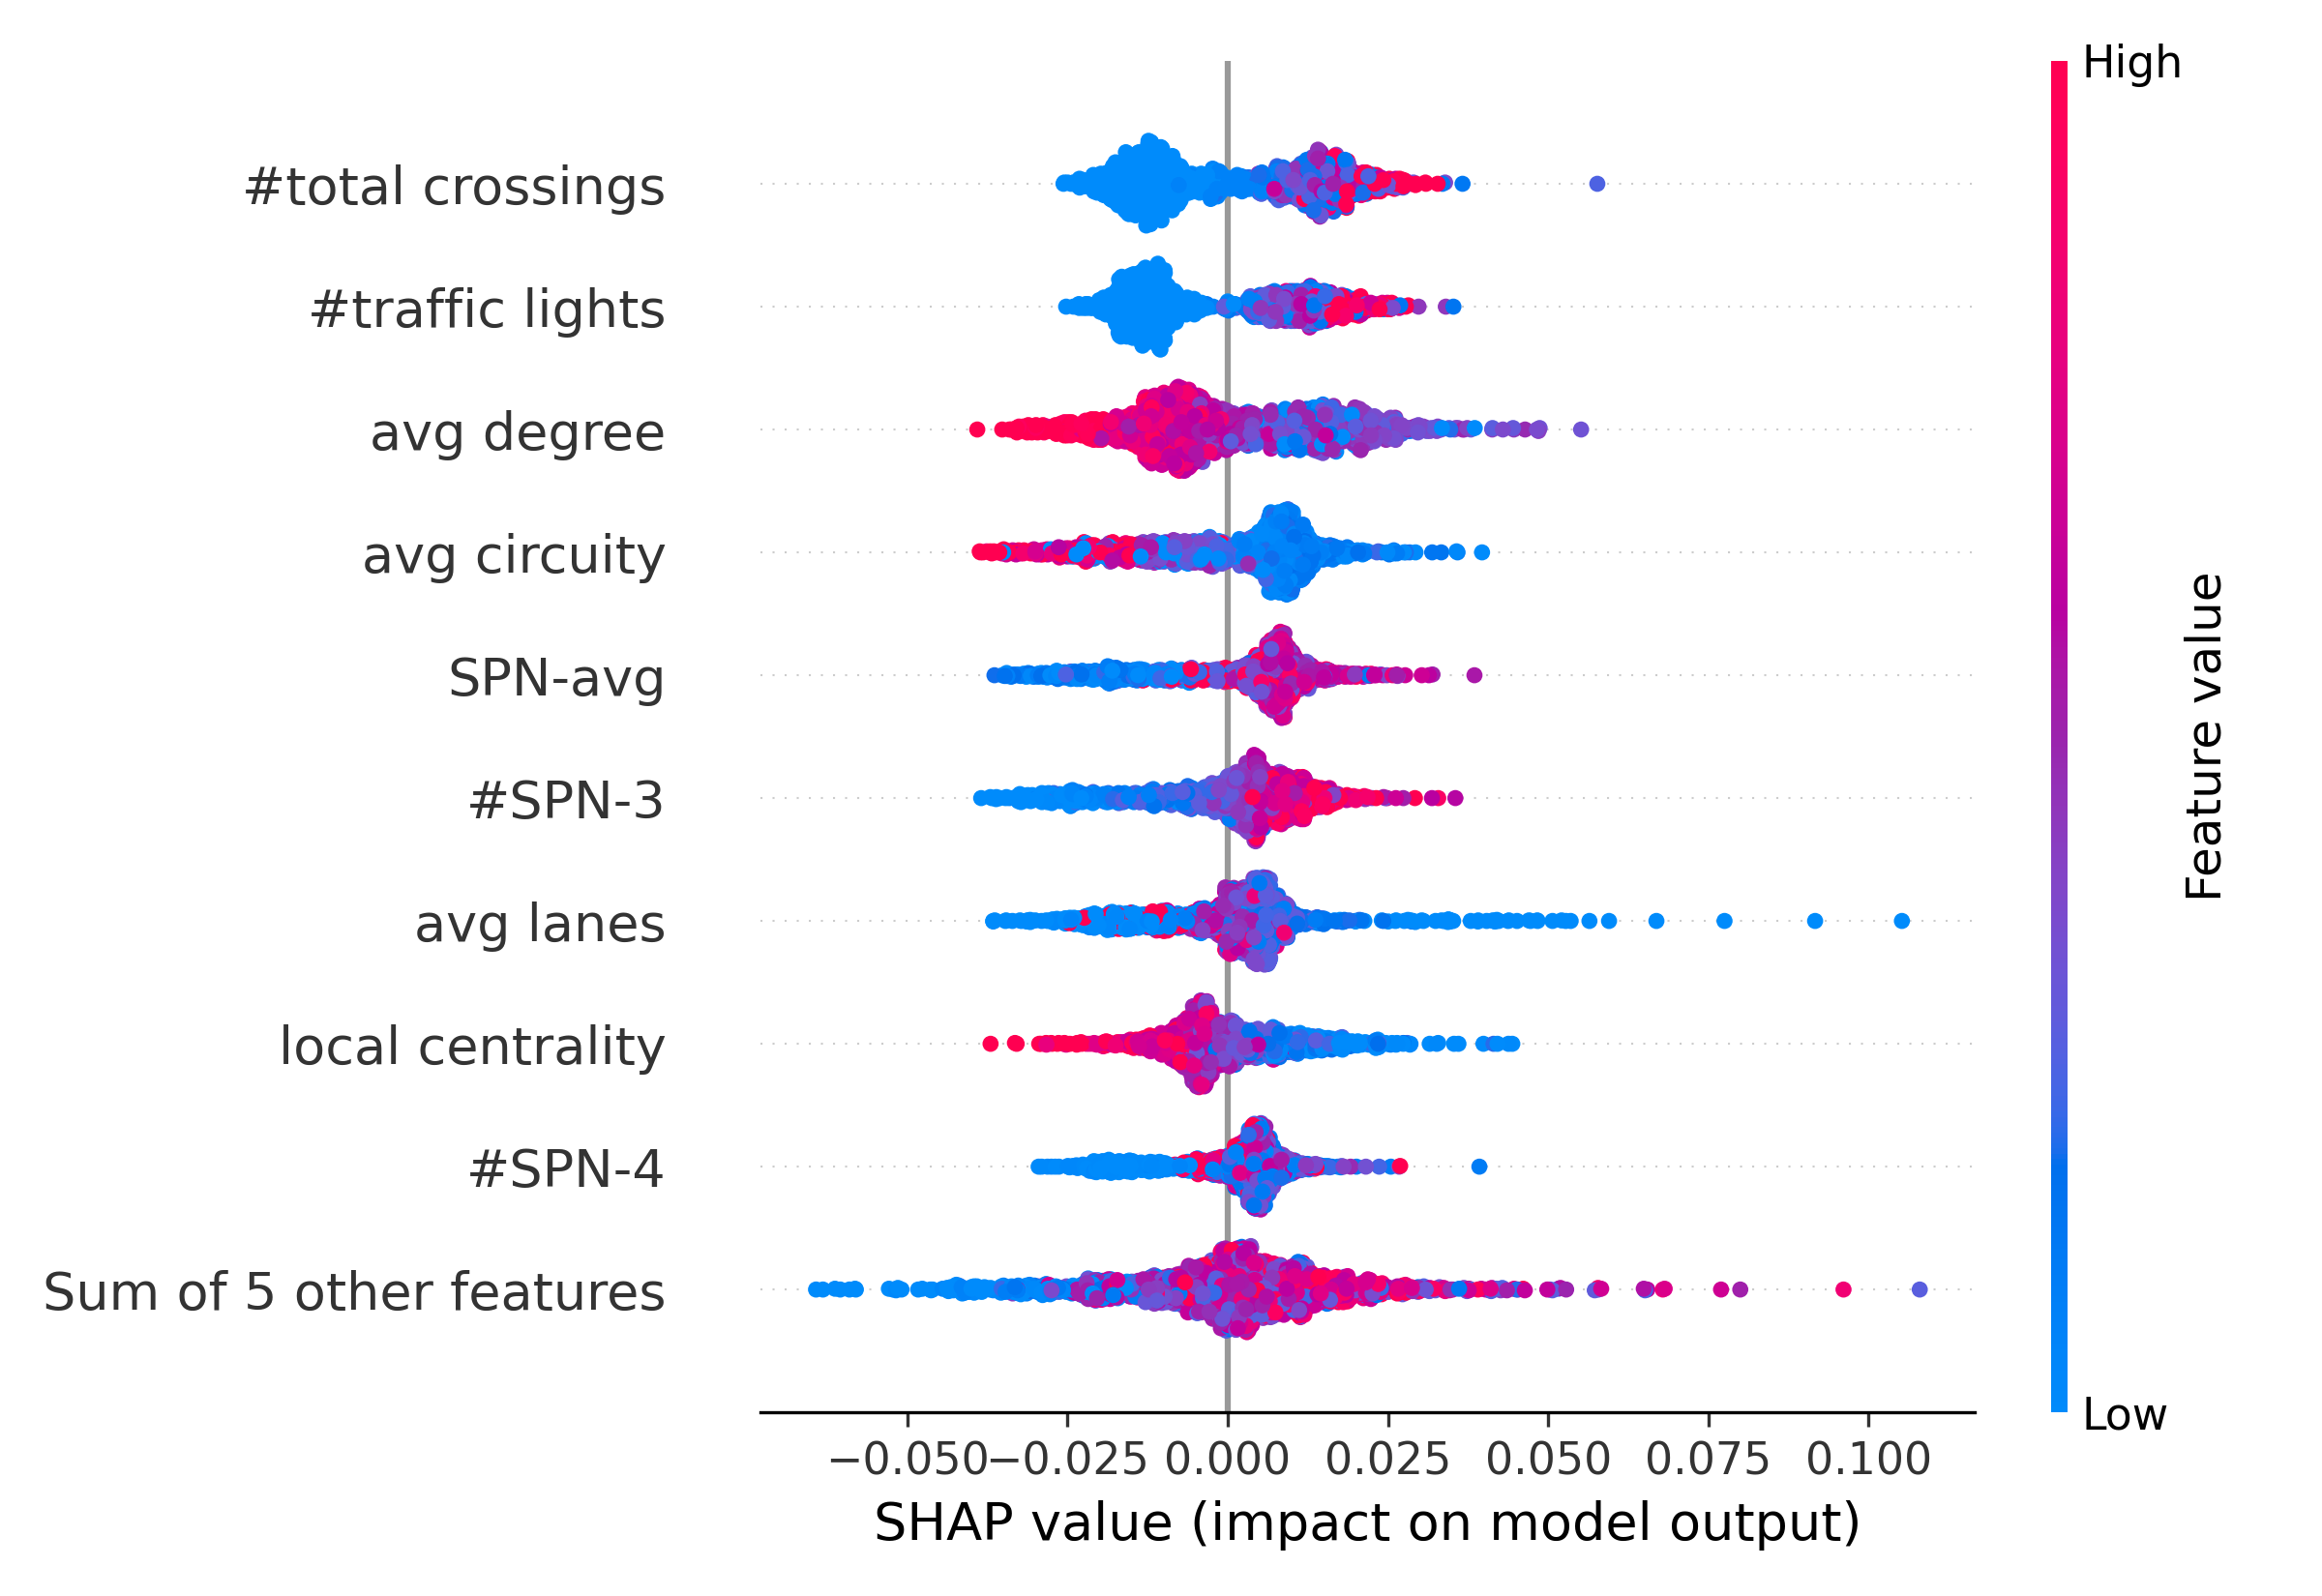 High
#total crossings
#traffic lights
avg degree
avg circuity
SPN-avg
#SPN-3
avg lanes
local centrality
#SPN-4
Sum of 5 other features
Feature value
Low
−0.050 −0.025 0.000 0.025 0.050 0.075 0.100
SHAP value (impact on model output)